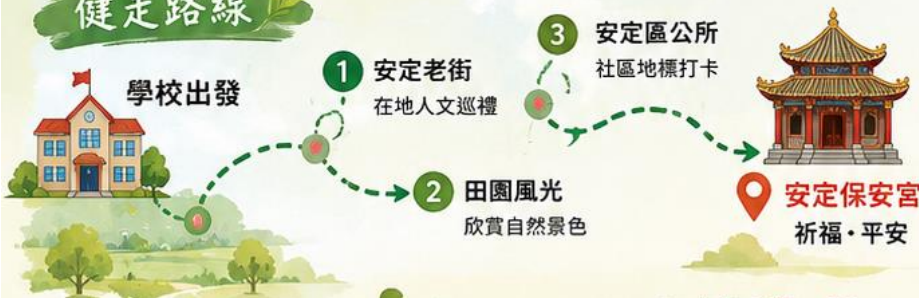 健走路線
學校出發
1
安定老街
在地人文巡禮
2
田園風光
欣賞自然景色
3
安定區公所
社區地標打卡
安定保安宮
祈福・平安